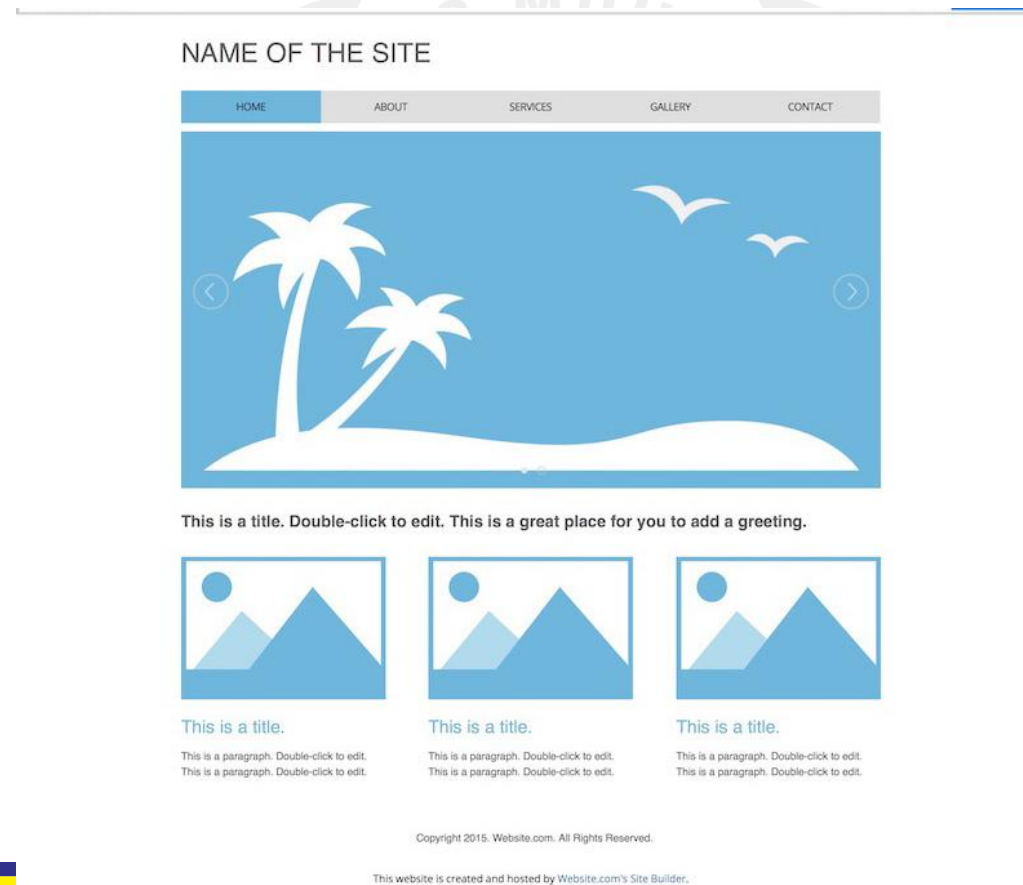 NAME OF THE SITE
HOME ABOUT SERVICES GALLERY CONTACT
This is a title. Double-click to edit. This is a great place for you to add a greeting.
This is a title.
This is a paragraph. Double-click to edit.
This is a paragraph. Double-click to edit.
This is a title.
This is a paragraph. Double-click to edit.
This is a paragraph. Double-click to edit.
This is a title.
This is a paragraph. Double-click to edit.
This is a paragraph. Double-click to edit.
Copyright 2015. Website.com. All Rights Reserved.
This website is created and hosted by Website.com's Site Builder.